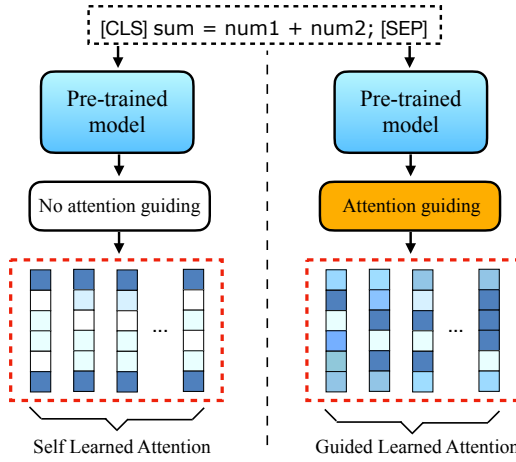 [CLS] sum = num1 + num2; [SEP]
Pre-trained
model
Pre-trained
model
No attention guiding
Attention guiding
...
...
Self Learned Attention
Guided Learned Attention